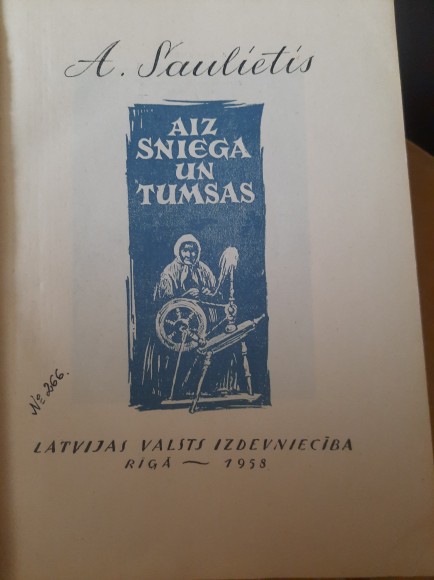 A. Saulietis
AIZ
SNIEGA
UN
TUMSAS
№ 266.
LATVIJAS VALSTS IZDEVNIECĪBA
RĪGĀ — 1958